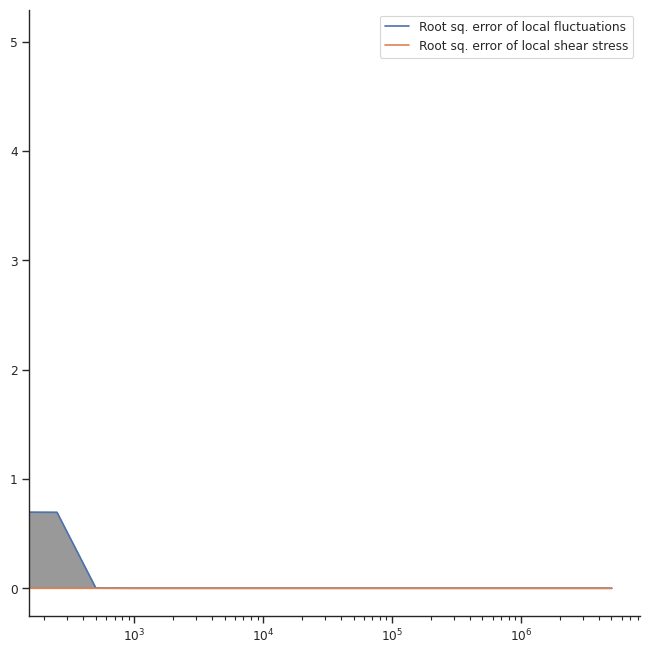 Root sq. error of local fluctuations
Root sq. error of local shear stress
5
4
3
2
1
0
10³ 10⁴ 10⁵ 10⁶